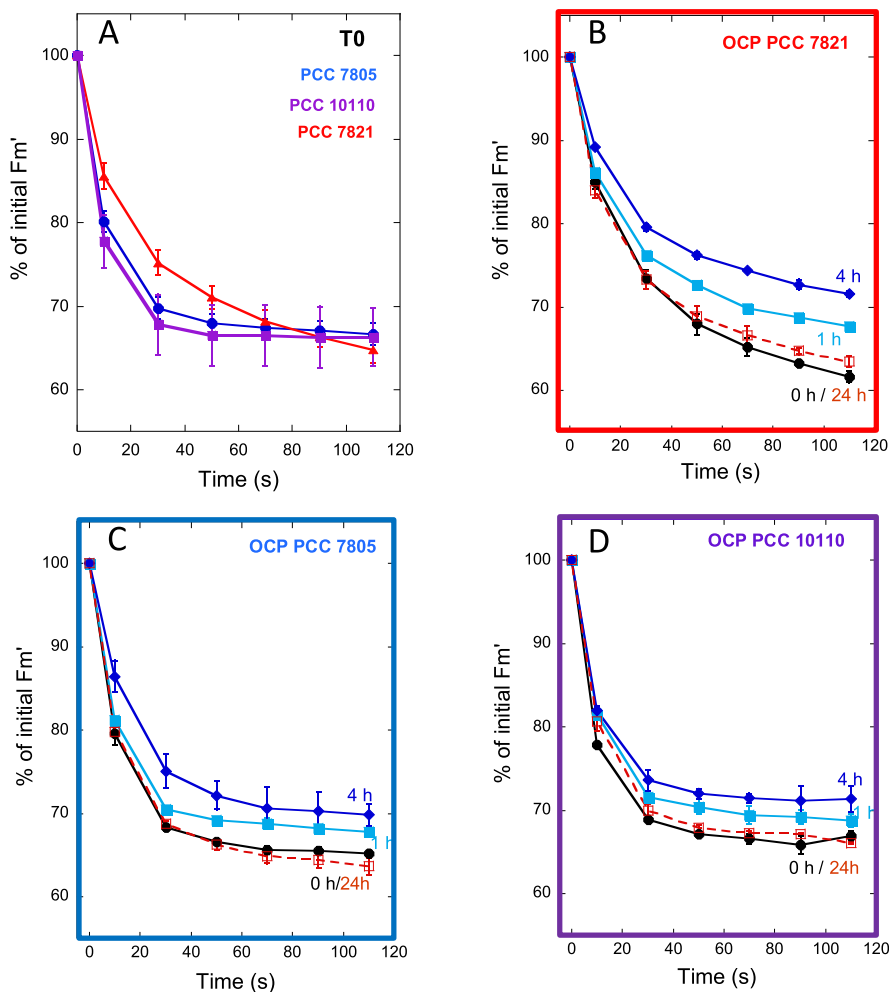 A
T0
PCC 7805
PCC 10110
PCC 7821
100
90
80
70
60
% of initial Fm'
0 20 40 60 80 100 120
Time (s)
B
OCP PCC 7821
100
90
80
70
60
% of initial Fm'
4 h
1 h
0 h / 24 h
0 20 40 60 80 100 120
Time (s)
C
OCP PCC 7805
100
90
80
70
60
% of initial Fm'
4 h
1 h
0 h/24h
0 20 40 60 80 100 120
Time (s)
D
OCP PCC 10110
100
90
80
70
60
% of initial Fm'
4 h
1 h
0 h / 24h
0 20 40 60 80 100 120
Time (s)